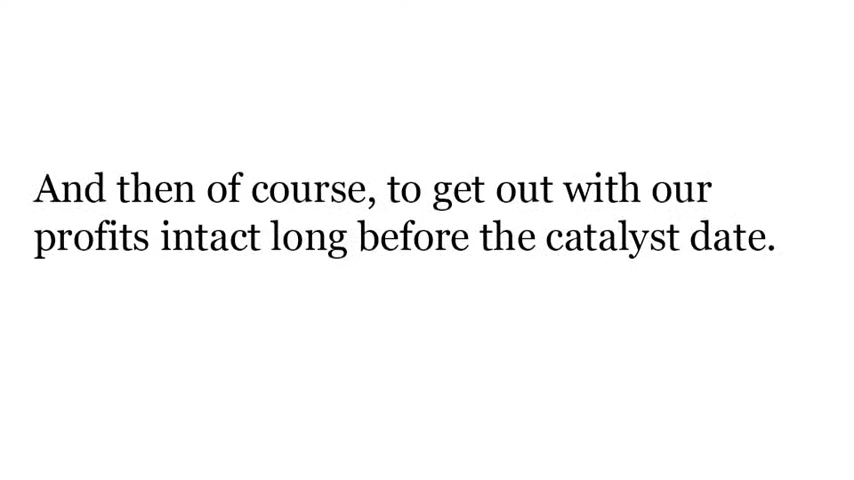 And then of course, to get out with our
profits intact long before the catalyst date.